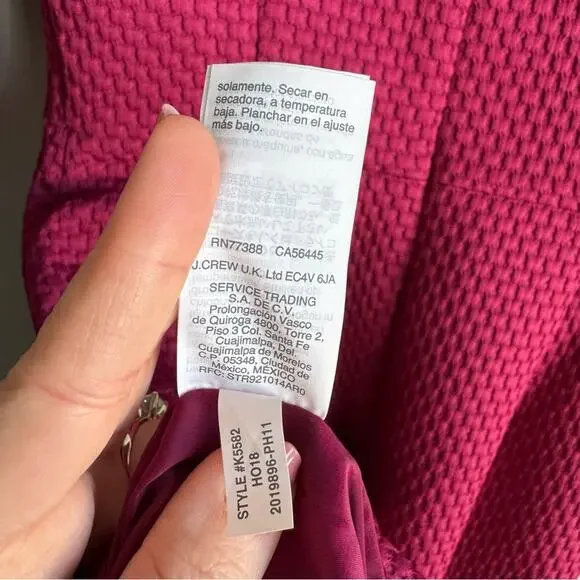 solamente. Secar en
secadora, a temperatura
baja. Planchar en el ajuste
más bajo.
RN77388 CA56445
J.CREW U.K. Ltd EC4V 6JA
SERVICE TRADING
S.A. DE C.V.
Prolongación Vasco
de Quiroga 4800, Torre 2,
Piso 3 Col. Santa Fe
Cuajimalpa, Del.
Cuajimalpa de Morelos
C.P. 05348, Ciudad de
México, MÉXICO
RFC: STR921014AR0
STYLE #K5582
HO18
2019896-PH11